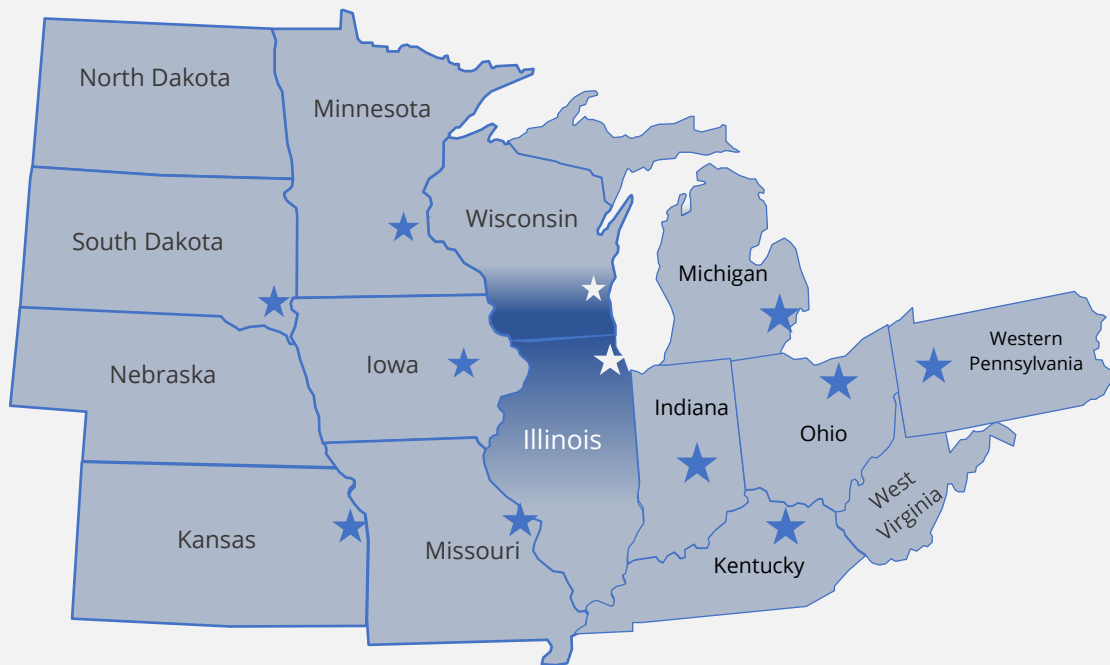 North Dakota
Minnesota
Wisconsin
South Dakota
Michigan
Western
Pennsylvania
Iowa
Nebraska
Indiana
Ohio
Illinois
West
Virginia
Kansas
Missouri
Kentucky